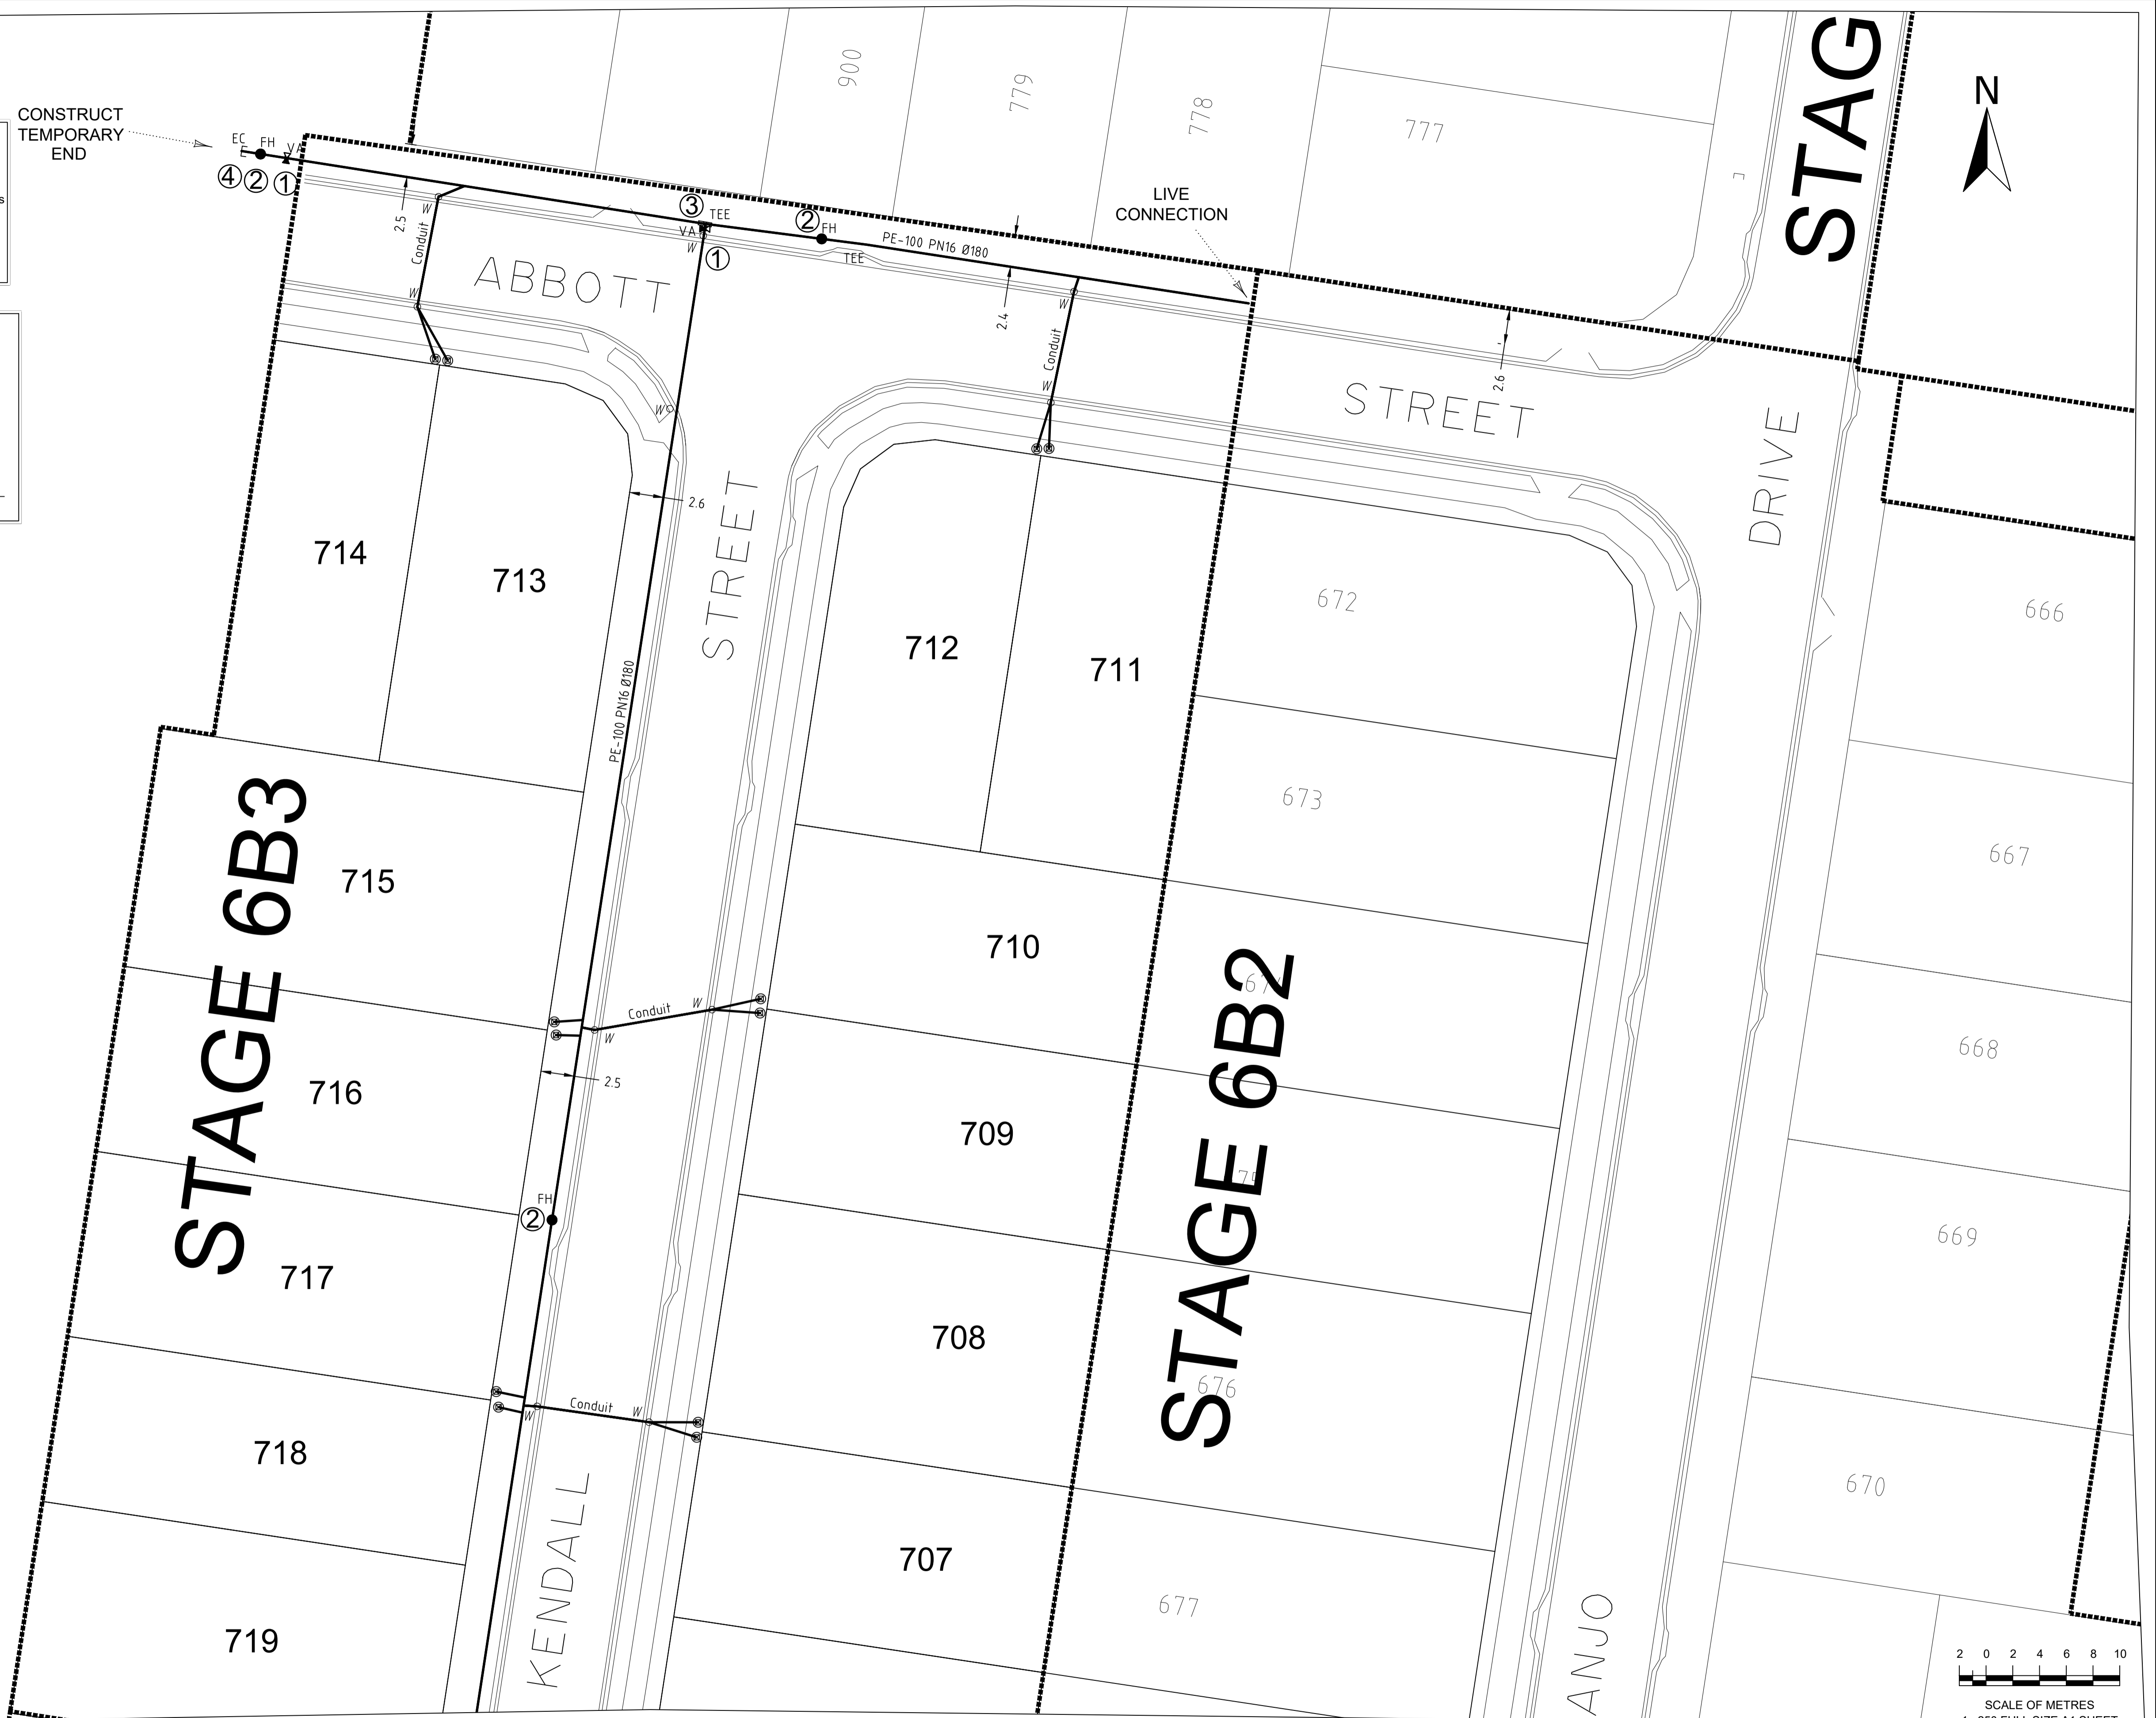 STAG
900
779
778
777
N
CONSTRUCT
TEMPORARY
END
s
EC
E
FH
VA
4
2
1
2.5
W
Conduit
W
3
TEE
VA
W
1
2
FH
TEE
PE-100 PN16 Ø180
LIVE
CONNECTION
2.4
W
Conduit
W
2.6
ABBOTT
STREET
W
2.6
STREET
DRIVE
714
713
712
711
672
666
PE-100 PN16 Ø180
673
667
STAGE 6B3
715
710
STAGE 6B2
Conduit
W
W
668
716
2.5
709
669
FH
2
717
708
676
Conduit
W
W
718
670
KENDALL
707
677
719
ANJO
2 0 2 4 6 8 10
SCALE OF METRES